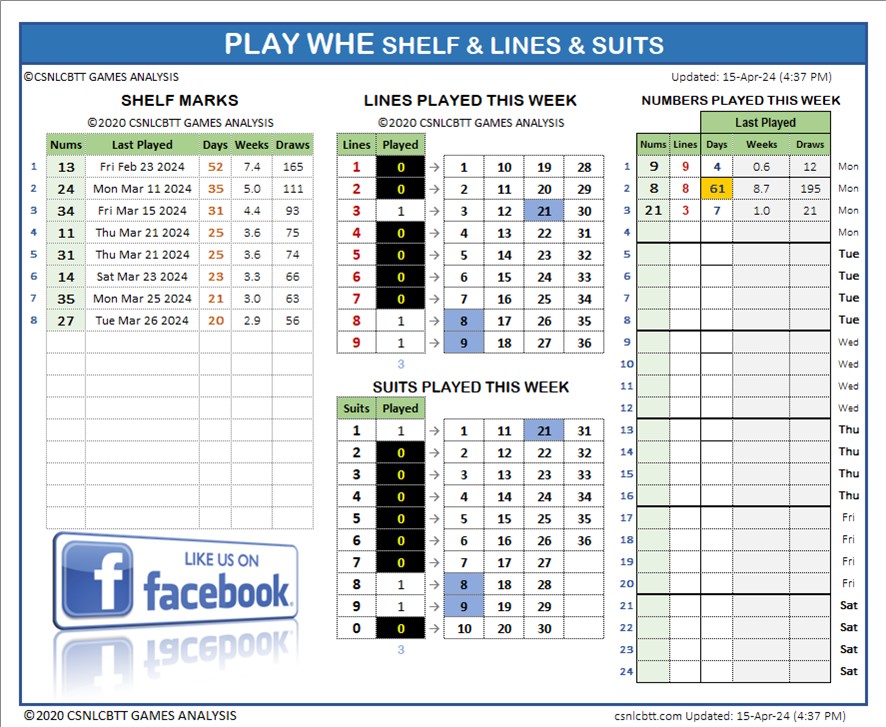 PLAY WHE SHELF & LINES & SUITS
©CSNLCBTT GAMES ANALYSIS
Updated: 15-Apr-24 (4:37 PM)
SHELF MARKS
©2020 CSNLCBTT GAMES ANALYSIS
Nums Last Played Days Weeks Draws
1 13 Fri Feb 23 2024 52 7.4 165
2 24 Mon Mar 11 2024 35 5.0 111
3 34 Fri Mar 15 2024 31 4.4 93
4 11 Thu Mar 21 2024 25 3.6 75
5 31 Thu Mar 21 2024 25 3.6 74
6 14 Sat Mar 23 2024 23 3.3 66
7 35 Mon Mar 25 2024 21 3.0 63
8 27 Tue Mar 26 2024 20 2.9 56
LIKE US ON
facebook.
LINES PLAYED THIS WEEK
©2020 CSNLCBTT GAMES ANALYSIS
Lines Played
1 0 → 1 10 19 28
2 0 → 2 11 20 29
3 1 → 3 12 21 30
4 0 → 4 13 22 31
5 0 → 5 14 23 32
6 0 → 6 15 24 33
7 0 → 7 16 25 34
8 1 → 8 17 26 35
9 1 → 9 18 27 36
3
SUITS PLAYED THIS WEEK
Suits Played
1 1 → 1 11 21 31
2 0 → 2 12 22 32
3 0 → 3 13 23 33
4 0 → 4 14 24 34
5 0 → 5 15 25 35
6 0 → 6 16 26 36
7 0 → 7 17 27
8 1 → 8 18 28
9 1 → 9 19 29
0 0 → 10 20 30
3
NUMBERS PLAYED THIS WEEK
Last Played
Nums Lines Days Weeks Draws
1 9 9 4 0.6 12 Mon
2 8 8 61 8.7 195 Mon
3 21 3 7 1.0 21 Mon
4 Mon
5 Tue
6 Tue
7 Tue
8 Tue
9 Wed
10 Wed
11 Wed
12 Wed
13 Thu
14 Thu
15 Thu
16 Thu
17 Fri
18 Fri
19 Fri
20 Fri
21 Sat
22 Sat
23 Sat
24 Sat
©2020 CSNLCBTT GAMES ANALYSIS
csnlcbtt.com Updated: 15-Apr-24 (4:37 PM)